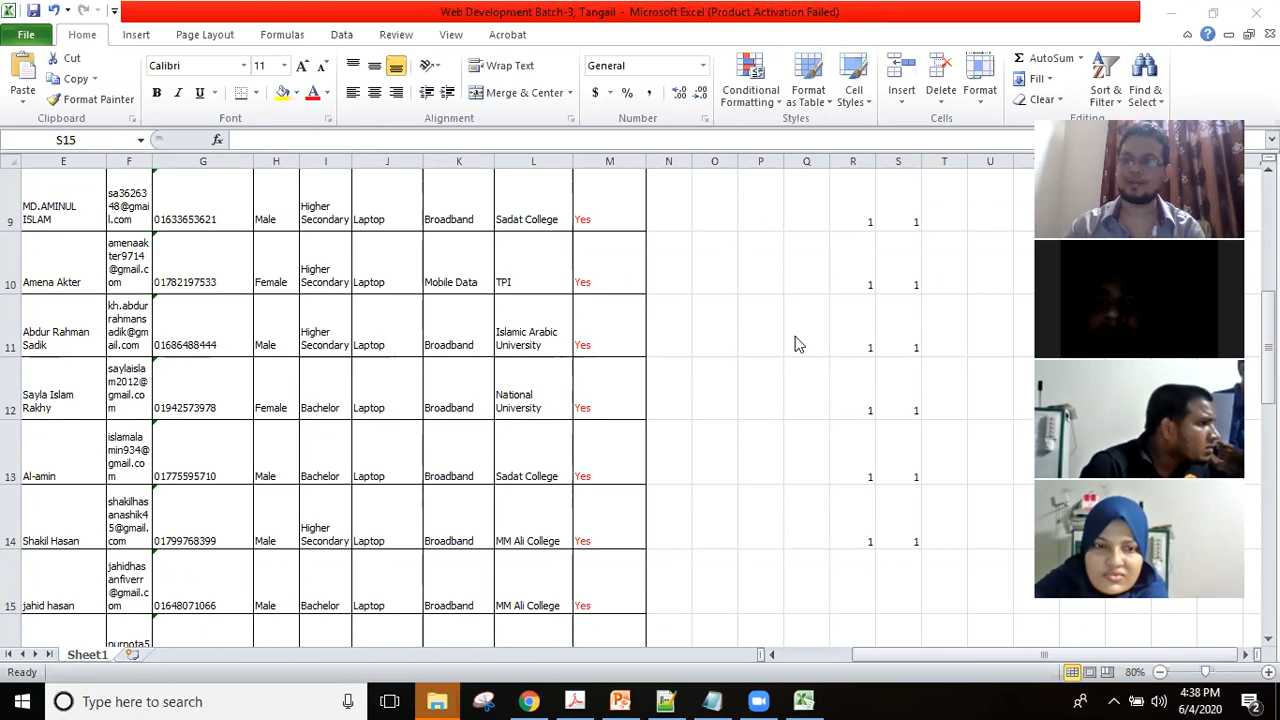 Web Development Batch-3, Tangail - Microsoft Excel (Product Activation Failed)
File Home Insert Page Layout Formulas Data Review View Acrobat
Paste
Cut
Copy
Format Painter
Clipboard
Calibri 11
B I U
Font
Wrap Text
Merge & Center
Alignment
General
$ % ,
Number
Conditional Formatting
Format as Table
Cell Styles
Styles
Insert
Delete
Format
Cells
AutoSum
Fill
Clear
Sort & Filter
Find & Select
Editing
S15 fx
E F G H I J K L M N O P Q R S T U
9 MD.AMINUL ISLAM sa3626348@gmail.com 01633653621 Male Higher Secondary Laptop Broadband Sadat College Yes 1 1
10 Amena Akter amenaakter9714@gmail.com 01782197533 Female Higher Secondary Laptop Mobile Data TPI Yes 1 1
11 Abdur Rahman Sadik kh.abdurrahmansadik@gmail.com 01686488444 Male Higher Secondary Laptop Broadband Islamic Arabic University Yes 1 1
12 Sayla Islam Rakhy saylaislam2012@gmail.com 01942573978 Female Bachelor Laptop Broadband National University Yes 1 1
13 Al-amin islamalamin934@gmail.com 01775595710 Male Bachelor Laptop Broadband Sadat College Yes 1 1
14 Shakil Hasan shakilhasanashik45@gmail.com 01799768399 Male Higher Secondary Laptop Broadband MM Ali College Yes 1 1
15 jahid hasan jahidhasanfiverr@gmail.com 01648071066 Male Bachelor Laptop Broadband MM Ali College Yes
purnota5
Sheet1
Ready 80%
Type here to search
4:38 PM
6/4/2020
2